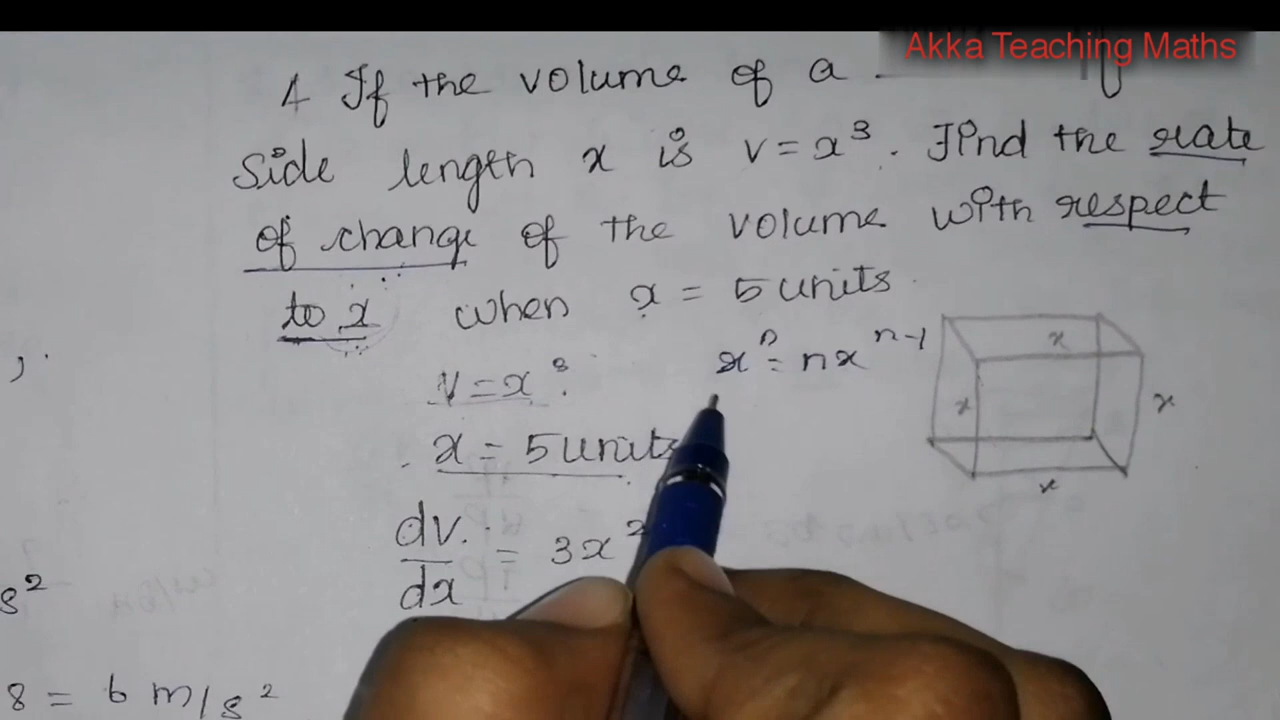 Akka Teaching Maths
4 If the volume of a
side length x is v = x³. Find the rate
of change of the volume with respect
to x when x = 5 units.
v = x³.
xⁿ = nxⁿ⁻¹
x = 5 units
dv/dx = 3x²
x
x
x
x
,
s²
8 = 6 m/s²